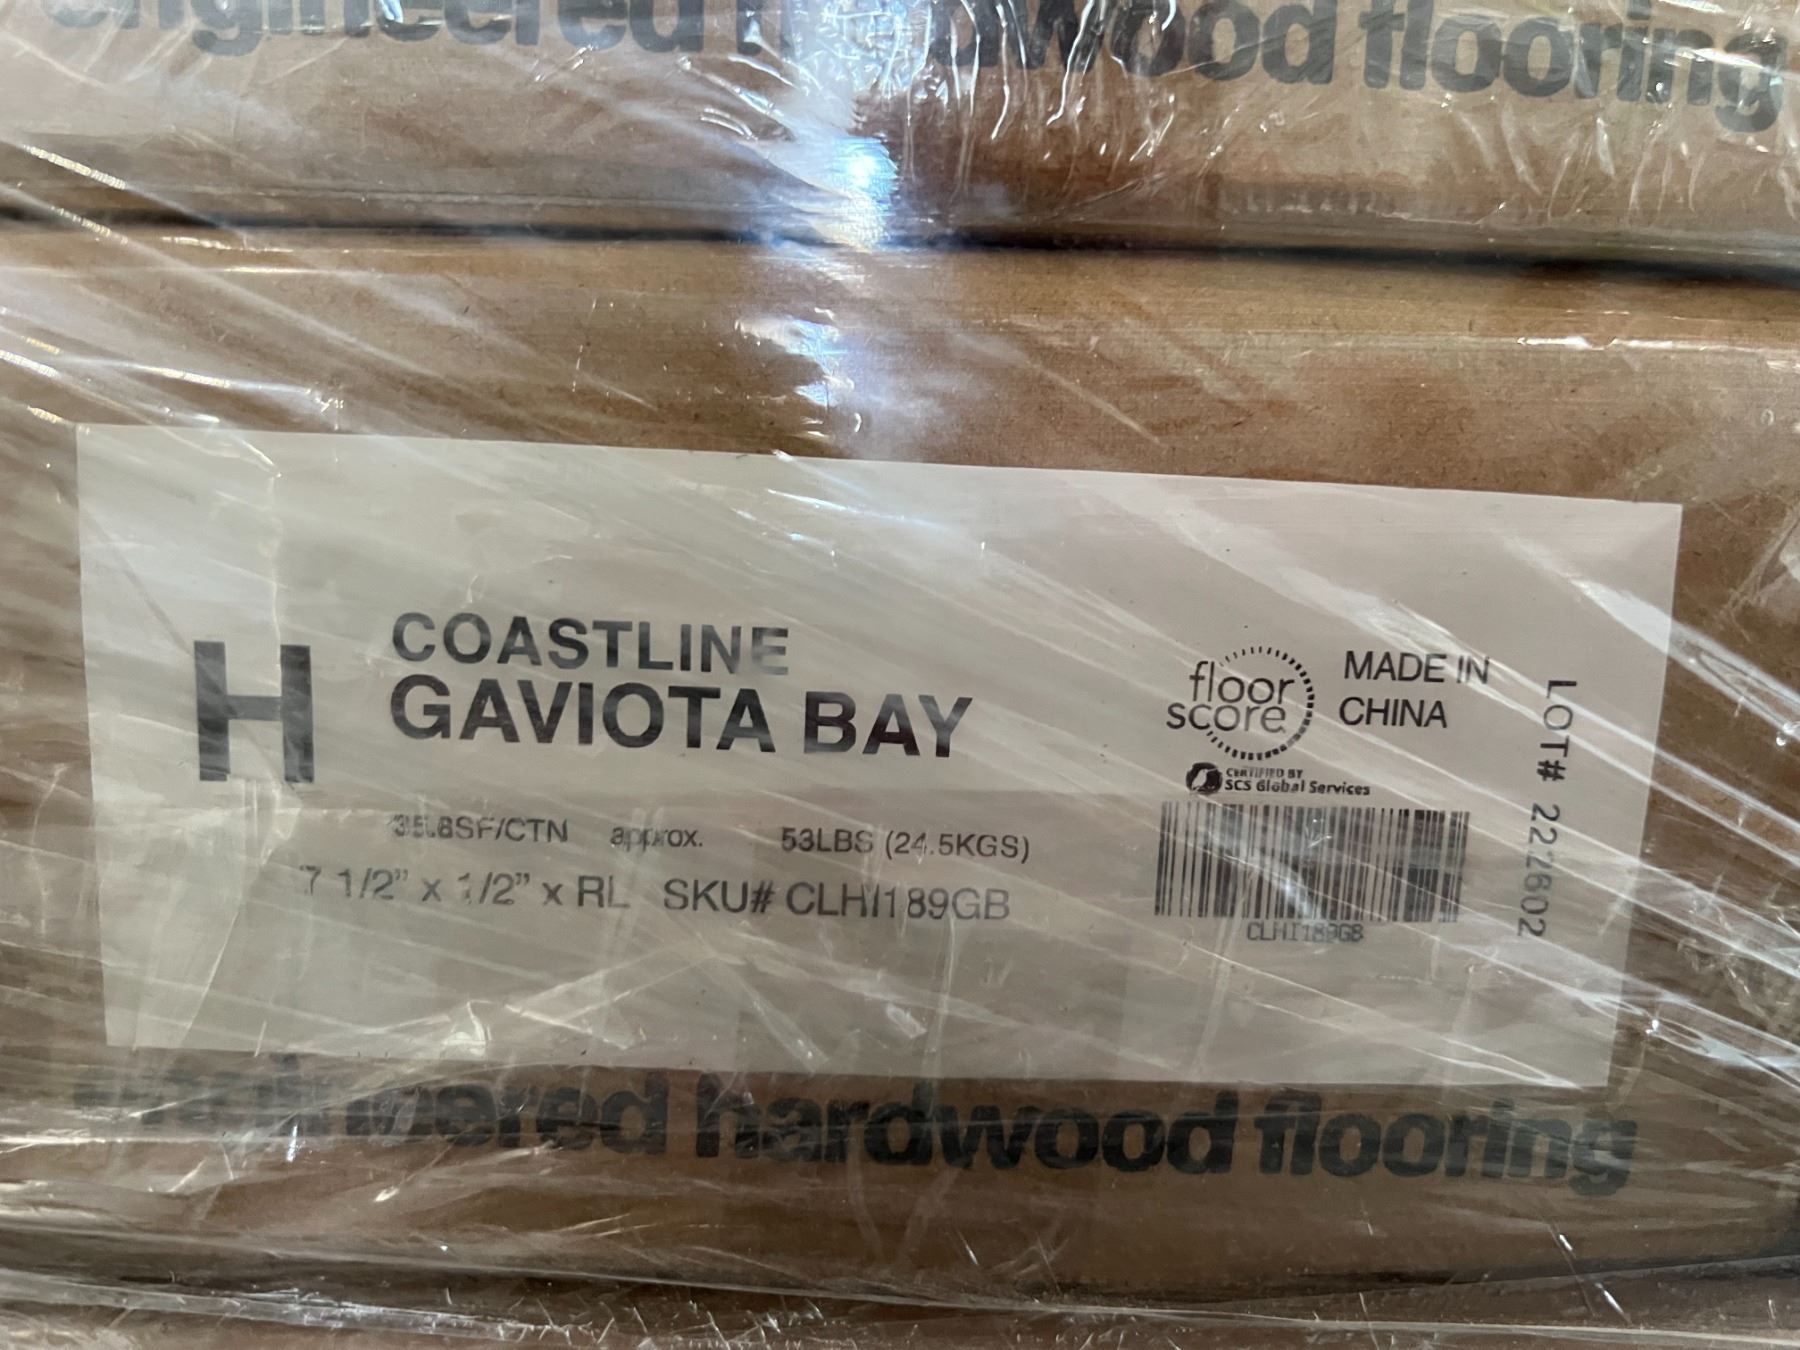 engineered hardwood flooring
H
COASTLINE
GAVIOTA BAY
35.8SF/CTN approx. 53LBS (24.5KGS)
7 1/2" x 1/2" x RL SKU# CLHI189GB
floor
score
CERTIFIED BY
SCS Global Services
MADE IN
CHINA
CLHI189GB
LOT# 222602
engineered hardwood flooring